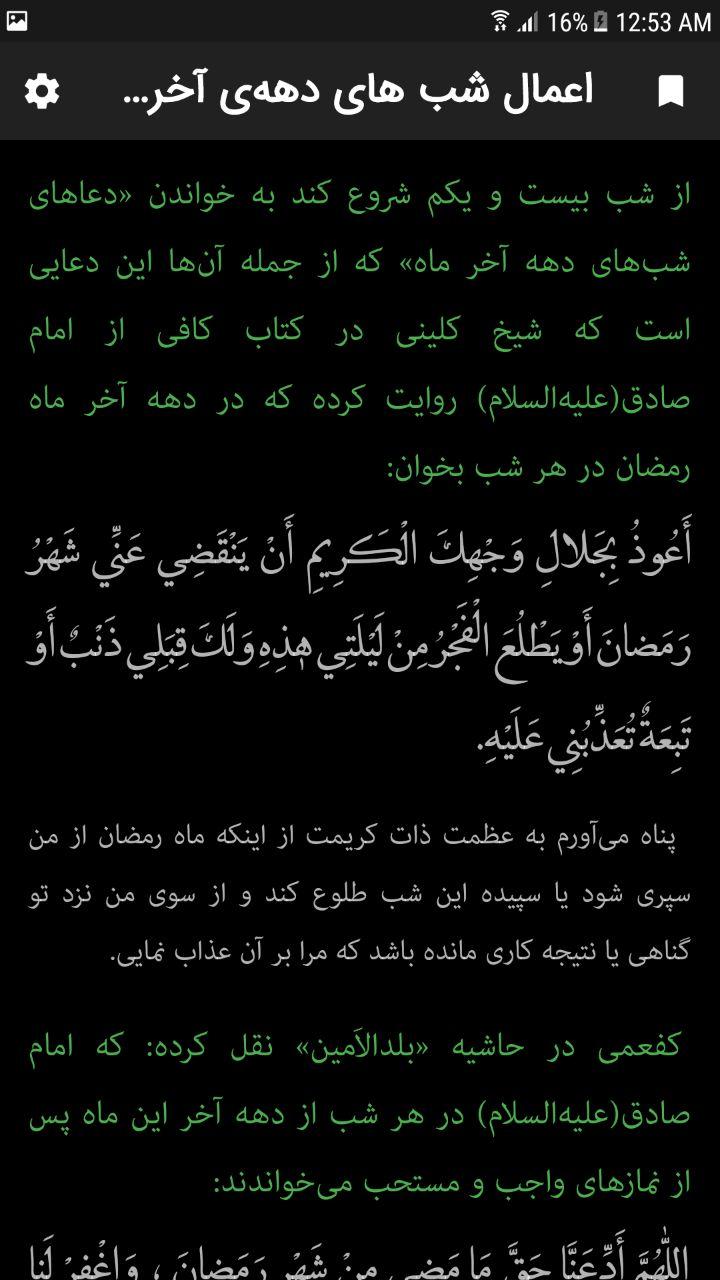 16% 12:53 AM
اعمال شب های دهه‌ی آخر...
از شب بیست و یکم شروع کند به خواندن «دعاهای
شب‌های دهه آخر ماه» که از جمله آن‌ها این دعایی
است که شیخ کلینی در کتاب کافی از امام
صادق(علیه‌السلام) روایت کرده که در دهه آخر ماه
رمضان در هر شب بخوان:
أَعُوذُ بِجَلالِ وَجْهِكَ الْكَرِيمِ أَنْ يَنْقَضِي عَنِّي شَهْرُ
رَمَضانَ أَوْ يَطْلُعَ الْفَجْرُ مِنْ لَيْلَتِي هٰذِهِ وَلَكَ قِبَلِي ذَنْبٌ أَوْ
تَبِعَةٌ تُعَذِّبُنِي عَلَيْهِ.
پناه می‌آورم به عظمت ذات کریمت از اینکه ماه رمضان از من
سپری شود یا سپیده این شب طلوع کند و از سوی من نزد تو
گناهی یا نتیجه کاری مانده باشد که مرا بر آن عذاب نمایی.
کفعمی در حاشیه «بلدالاَمین» نقل کرده: که امام
صادق(علیه‌السلام) در هر شب از دهه آخر این ماه پس
از نمازهای واجب و مستحب می‌خواندند:
اللّٰهُمَّ أَدِّ عَنَّا حَقَّ مَا مَضىٰ مِنْ شَهْرِ رَمَضانَ ، وَاغْفِرْ لَنا